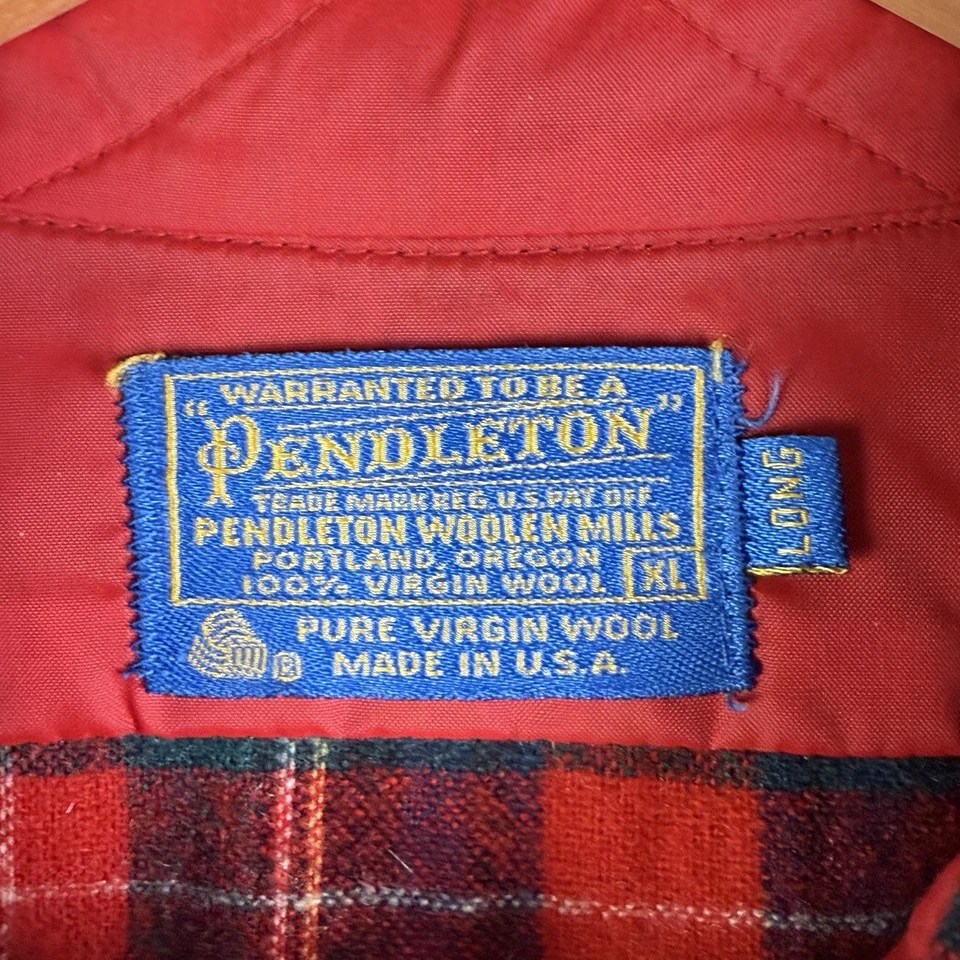 WARRANTED TO BE A
"PENDLETON"
TRADE MARK REG. U.S. PAT. OFF.
PENDLETON WOOLEN MILLS
PORTLAND, OREGON
100% VIRGIN WOOL XL
PURE VIRGIN WOOL
® MADE IN U.S.A.
LONG